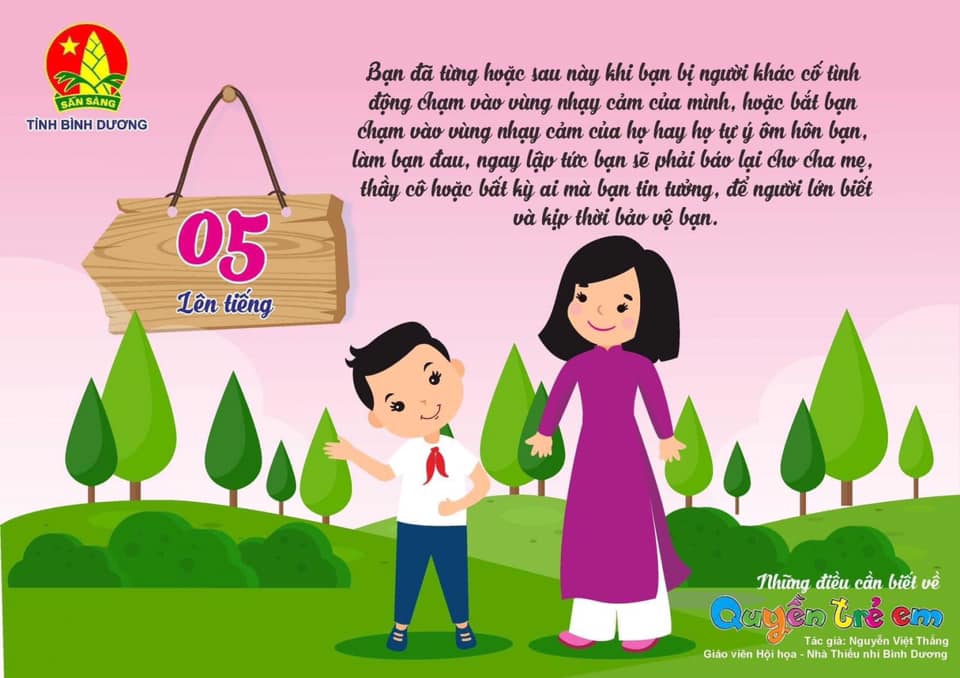 SẴN SÀNG
TỈNH BÌNH DƯƠNG
Bạn đã từng hoặc sau này khi bạn bị người khác cố tình
động chạm vào vùng nhạy cảm của mình, hoặc bắt bạn
chạm vào vùng nhạy cảm của họ hay họ tự ý ôm hôn bạn,
làm bạn đau, ngay lập tức bạn sẽ phải báo lại cho cha mẹ,
thầy cô hoặc bất kỳ ai mà bạn tin tưởng, để người lớn biết
và kịp thời bảo vệ bạn.
05
Lên tiếng
Những điều cần biết về
Quyền trẻ em
Tác giả: Nguyễn Việt Thắng
Giáo viên Hội họa - Nhà Thiếu nhi Bình Dương